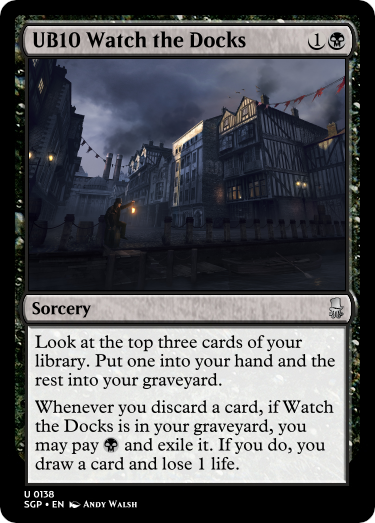 UB10 Watch the Docks 1
Sorcery
Look at the top three cards of your
library. Put one into your hand and the
rest into your graveyard.
Whenever you discard a card, if Watch
the Docks is in your graveyard, you
may pay and exile it. If you do, you
draw a card and lose 1 life.
U 0138
SGP • EN Andy Walsh